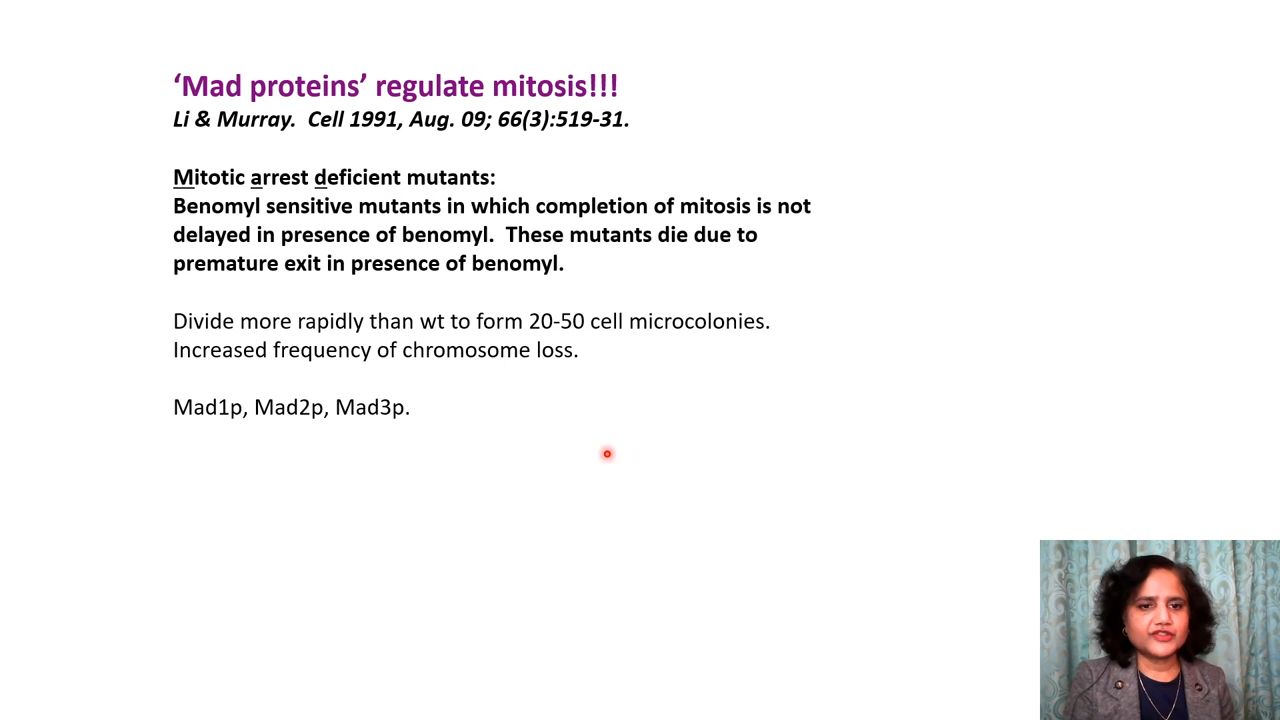 ‘Mad proteins’ regulate mitosis!!!
Li & Murray.  Cell 1991, Aug. 09; 66(3):519-31.
Mitotic arrest deficient mutants:
Benomyl sensitive mutants in which completion of mitosis is not
delayed in presence of benomyl.  These mutants die due to
premature exit in presence of benomyl.
Divide more rapidly than wt to form 20-50 cell microcolonies.
Increased frequency of chromosome loss.
Mad1p, Mad2p, Mad3p.